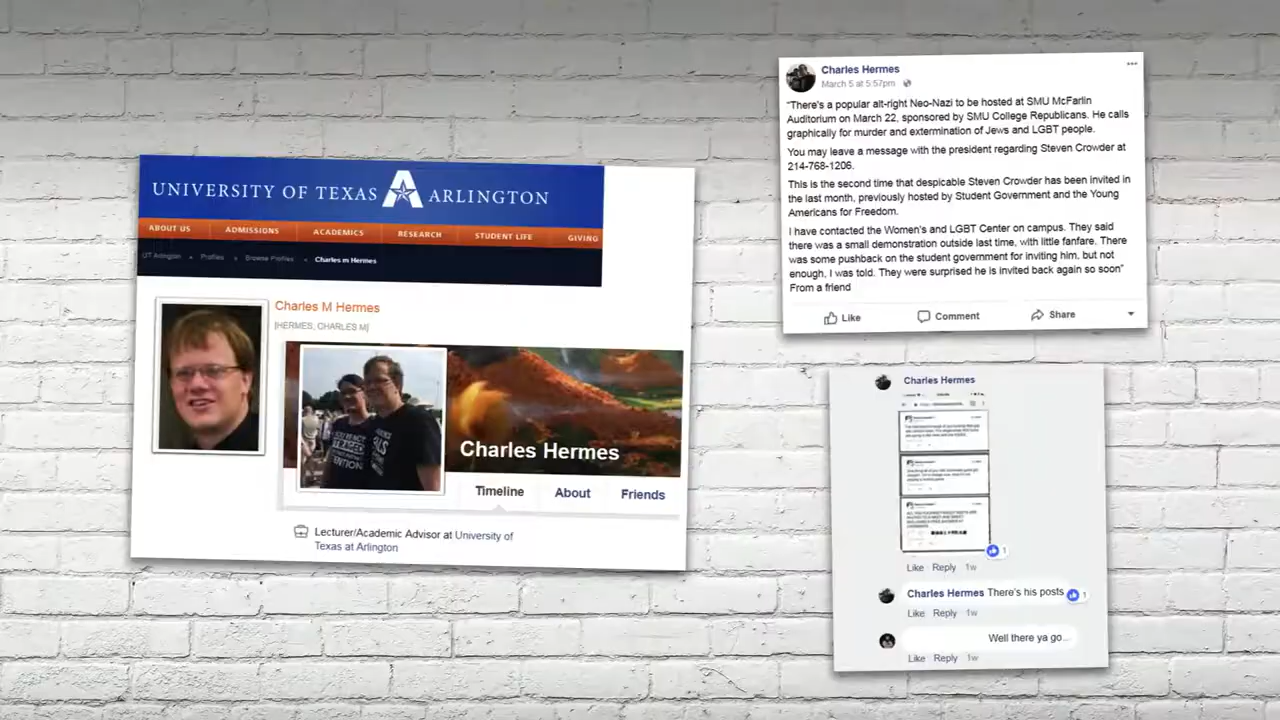 UNIVERSITY OF TEXAS ARLINGTON
ABOUT US ADMISSIONS ACADEMICS RESEARCH STUDENT LIFE GIVING
UT Arlington Profiles Browse Profiles Charles m Hermes
Charles M Hermes
[HERMES, CHARLES M]
Charles Hermes
Timeline About Friends
Lecturer/Academic Advisor at University of
Texas at Arlington
Charles Hermes
March 5 at 5:57pm
“There's a popular alt-right Neo-Nazi to be hosted at SMU McFarlin
Auditorium on March 22, sponsored by SMU College Republicans. He calls
graphically for murder and extermination of Jews and LGBT people.
You may leave a message with the president regarding Steven Crowder at
214-768-1206.
This is the second time that despicable Steven Crowder has been invited in
the last month, previously hosted by Student Government and the Young
Americans for Freedom.
I have contacted the Women's and LGBT Center on campus. They said
there was a small demonstration outside last time, with little fanfare. There
was some pushback on the student government for inviting him, but not
enough, I was told. They were surprised he is invited back again so soon”
From a friend
Like Comment Share
Charles Hermes
1
Like Reply 1w
Charles Hermes There's his posts 1
Like Reply 1w
Well there ya go...
Like Reply 1w